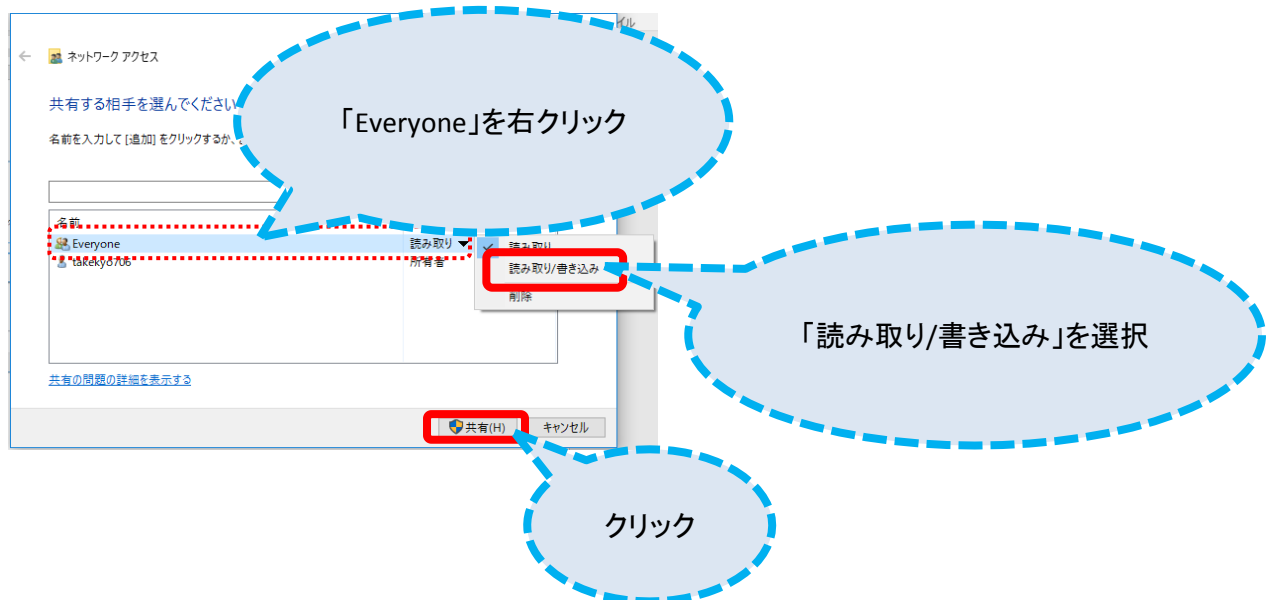 イル
ネットワーク アクセス
共有する相手を選んでください
名前を入力して [追加] をクリックするか、
「Everyone」を右クリック
名前
Everyone
読み取り
読み取り
takekyo706
所有者
読み取り/書き込み
削除
「読み取り/書き込み」を選択
共有の問題の詳細を表示する
共有(H)
キャンセル
クリック